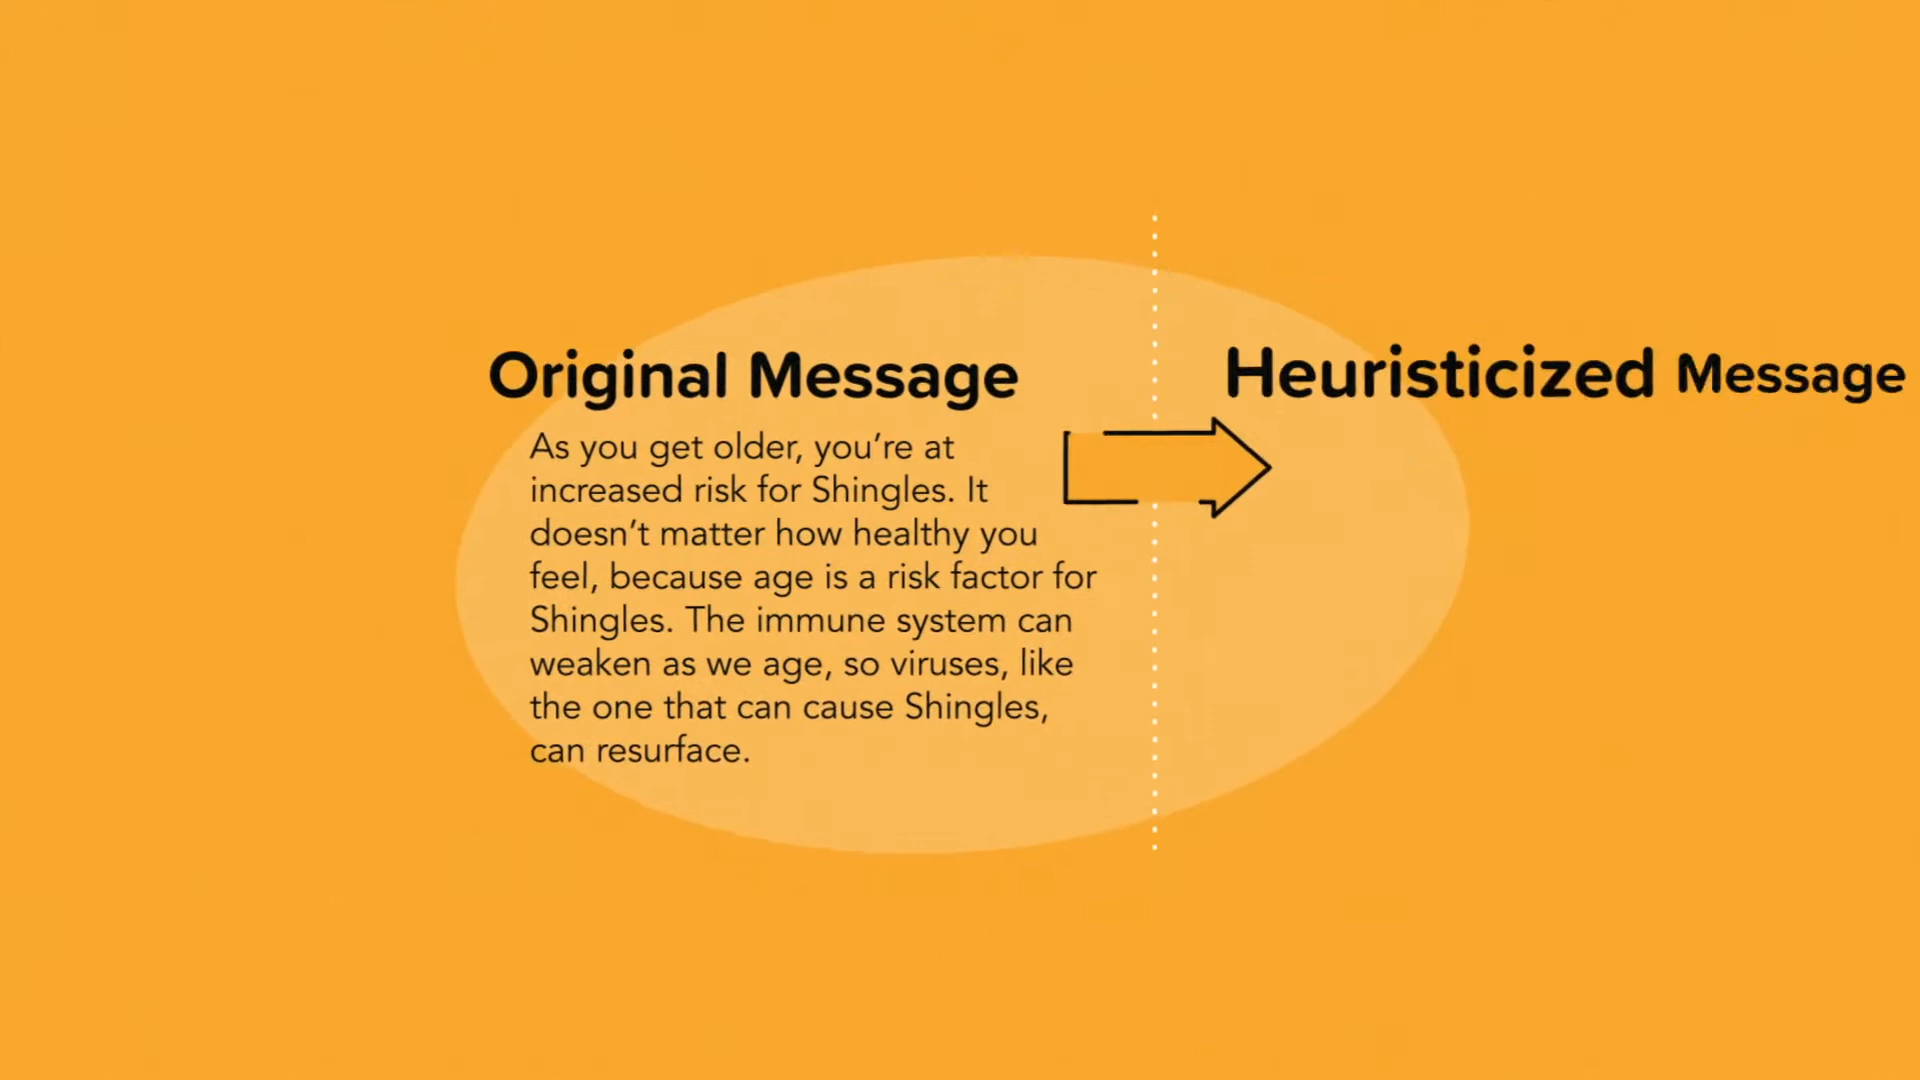 Original Message
As you get older, you’re at
increased risk for Shingles. It
doesn’t matter how healthy you
feel, because age is a risk factor for
Shingles. The immune system can
weaken as we age, so viruses, like
the one that can cause Shingles,
can resurface.
Heuristicized Message